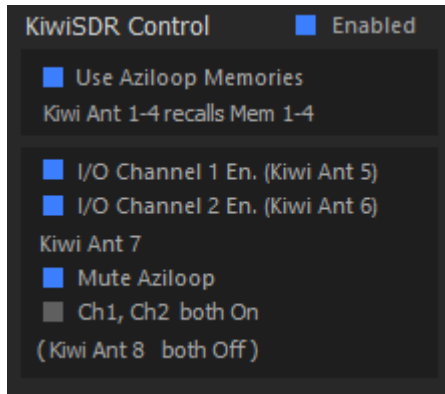 KiwiSDR Control Enabled
Use Aziloop Memories
Kiwi Ant 1-4 recalls Mem 1-4
I/O Channel 1 En. (Kiwi Ant 5)
I/O Channel 2 En. (Kiwi Ant 6)
Kiwi Ant 7
Mute Aziloop
Ch1, Ch2 both On
( Kiwi Ant 8 both Off )